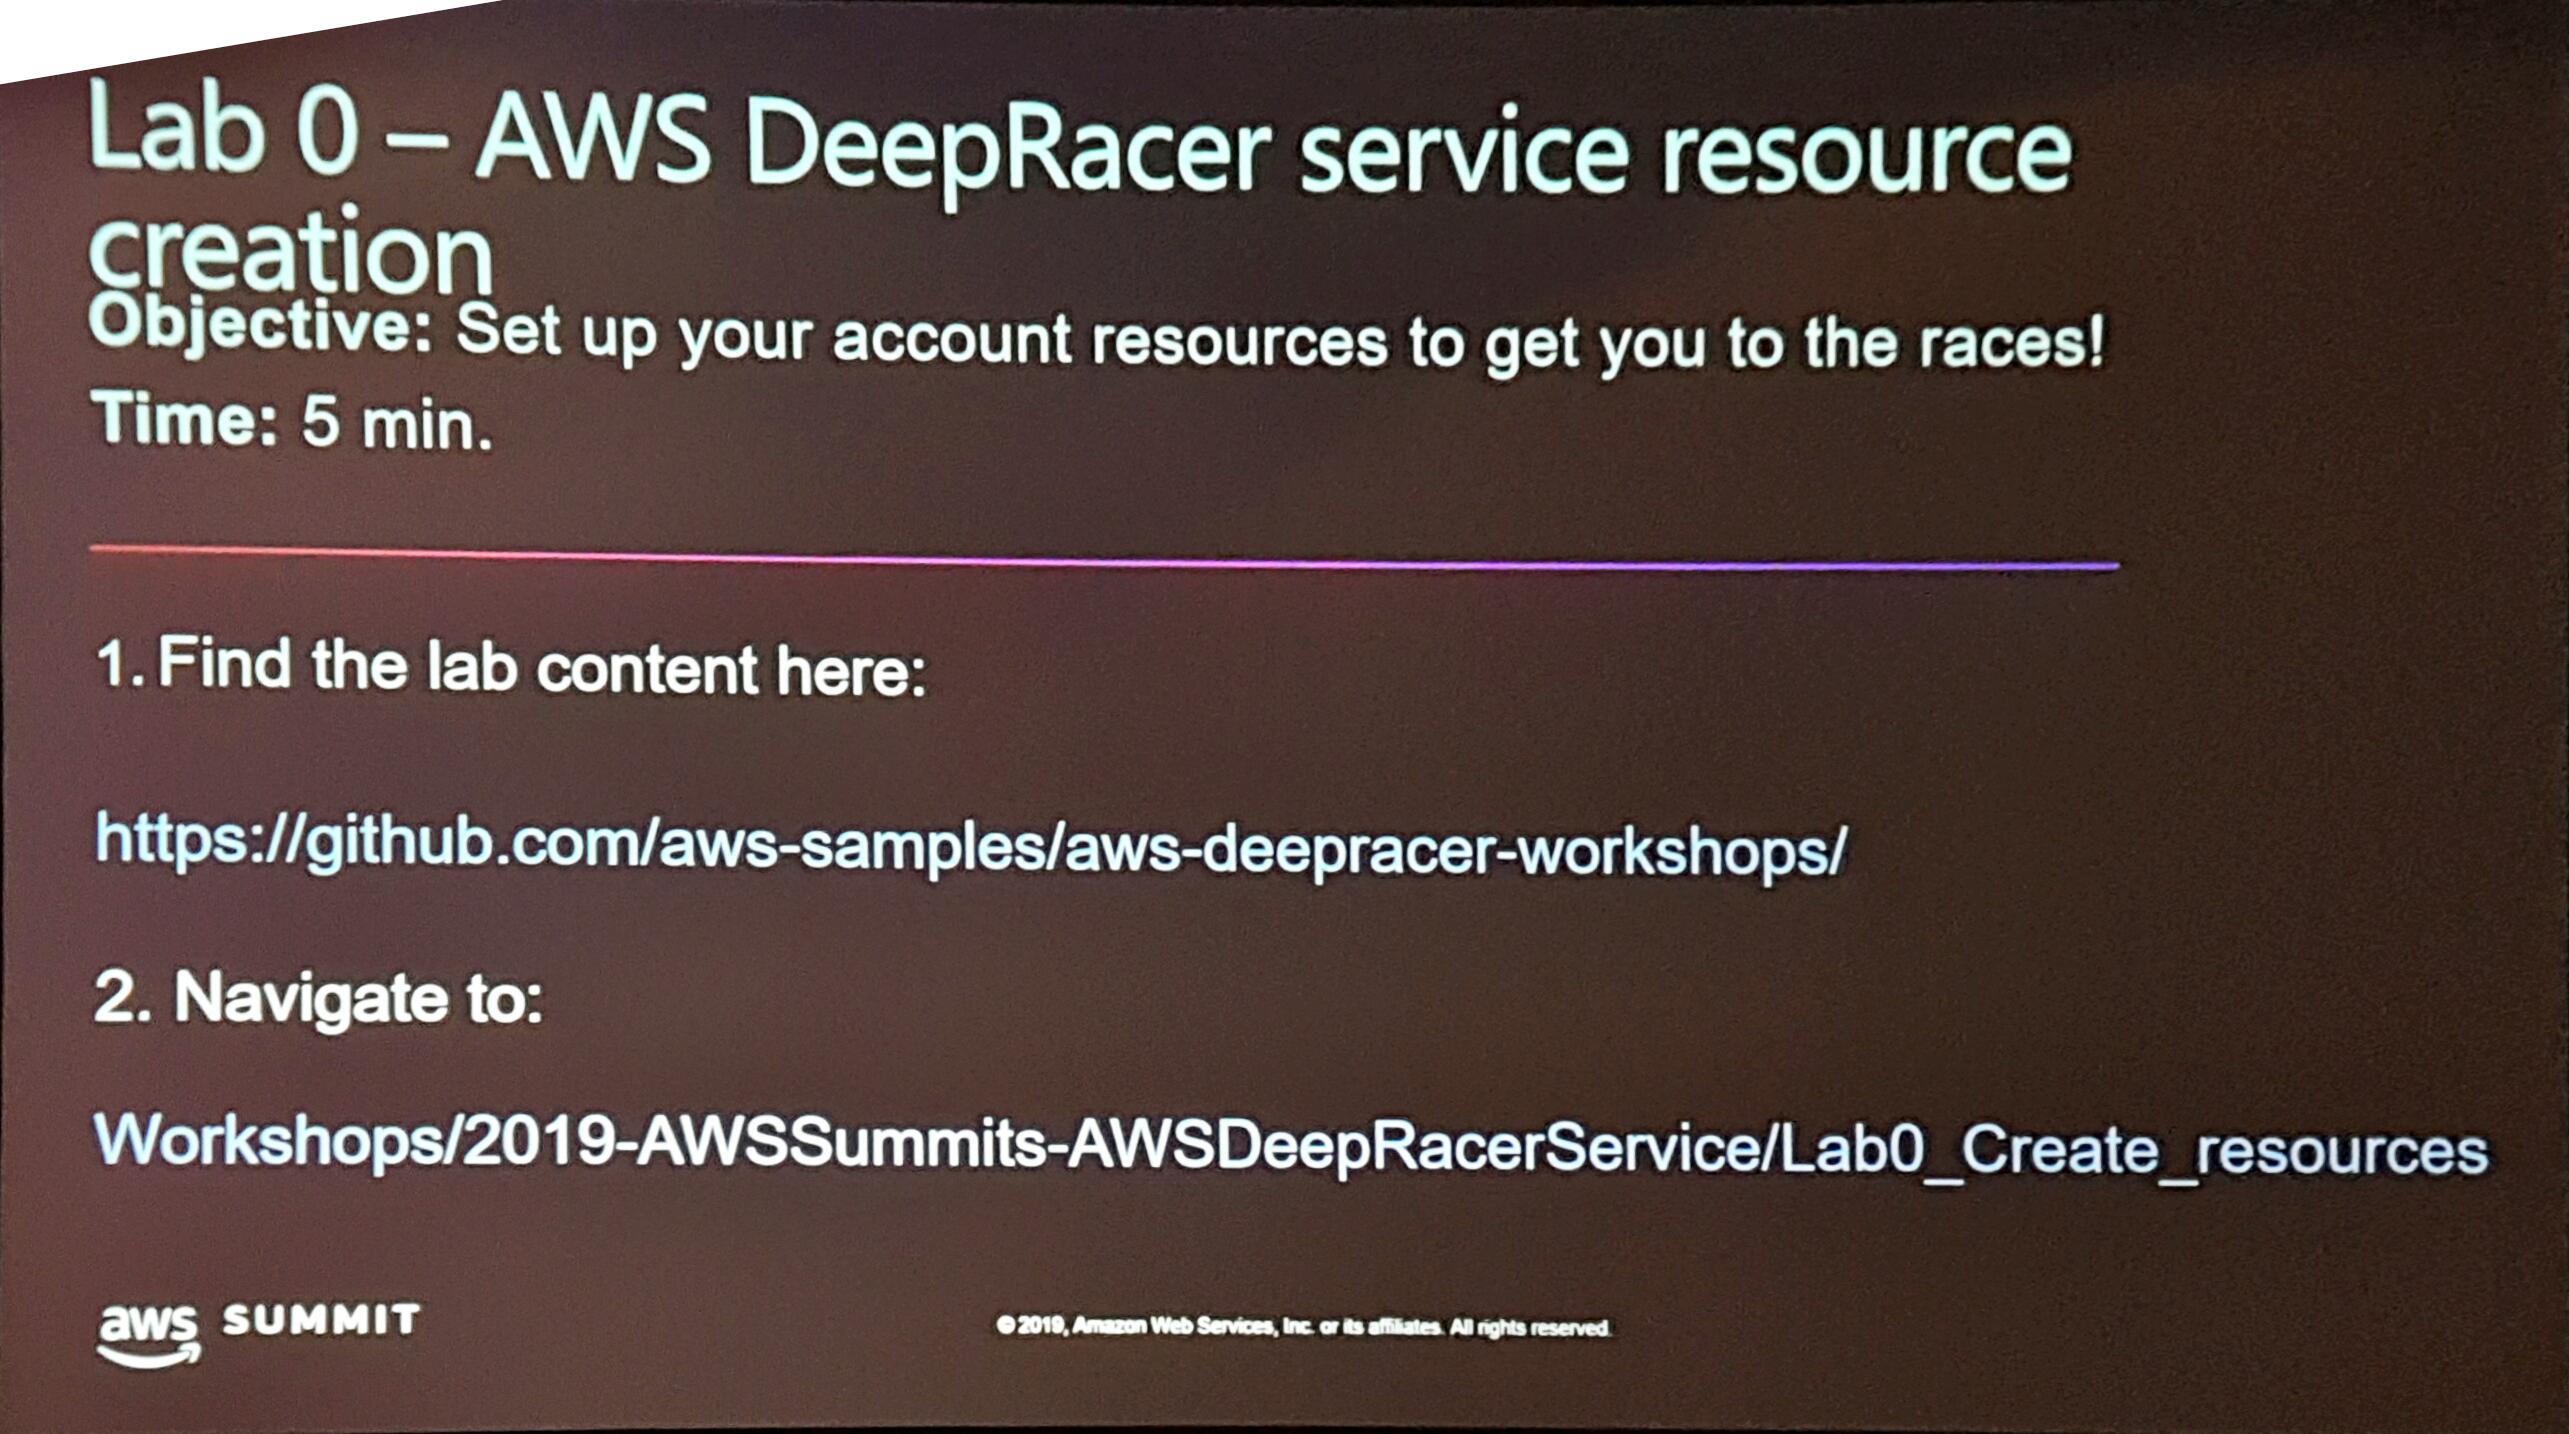 Lab 0 – AWS DeepRacer service resource
creation
Objective: Set up your account resources to get you to the races!
Time: 5 min.
1. Find the lab content here:
https://github.com/aws-samples/aws-deepracer-workshops/
2. Navigate to:
Workshops/2019-AWSSummits-AWSDeepRacerService/Lab0_Create_resources
aws SUMMIT
© 2019, Amazon Web Services, Inc. or its affiliates. All rights reserved.